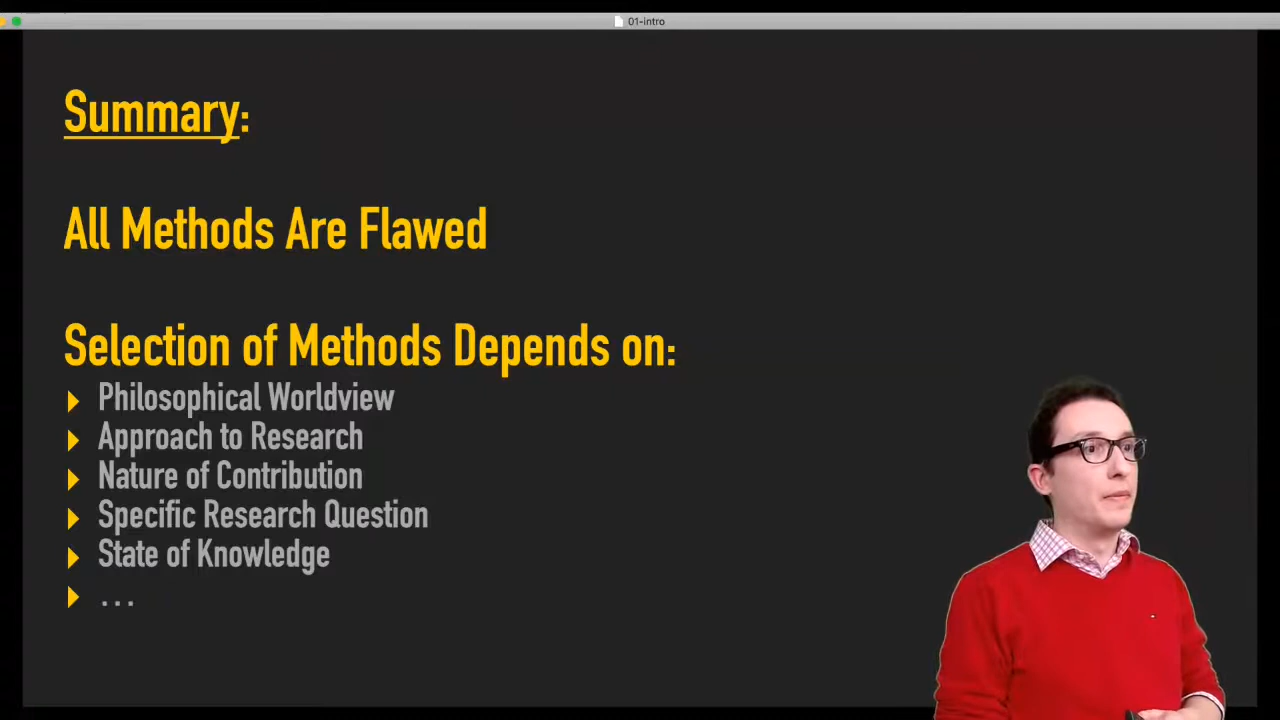 01-intro
Summary:
All Methods Are Flawed
Selection of Methods Depends on:
Philosophical Worldview
Approach to Research
Nature of Contribution
Specific Research Question
State of Knowledge
...